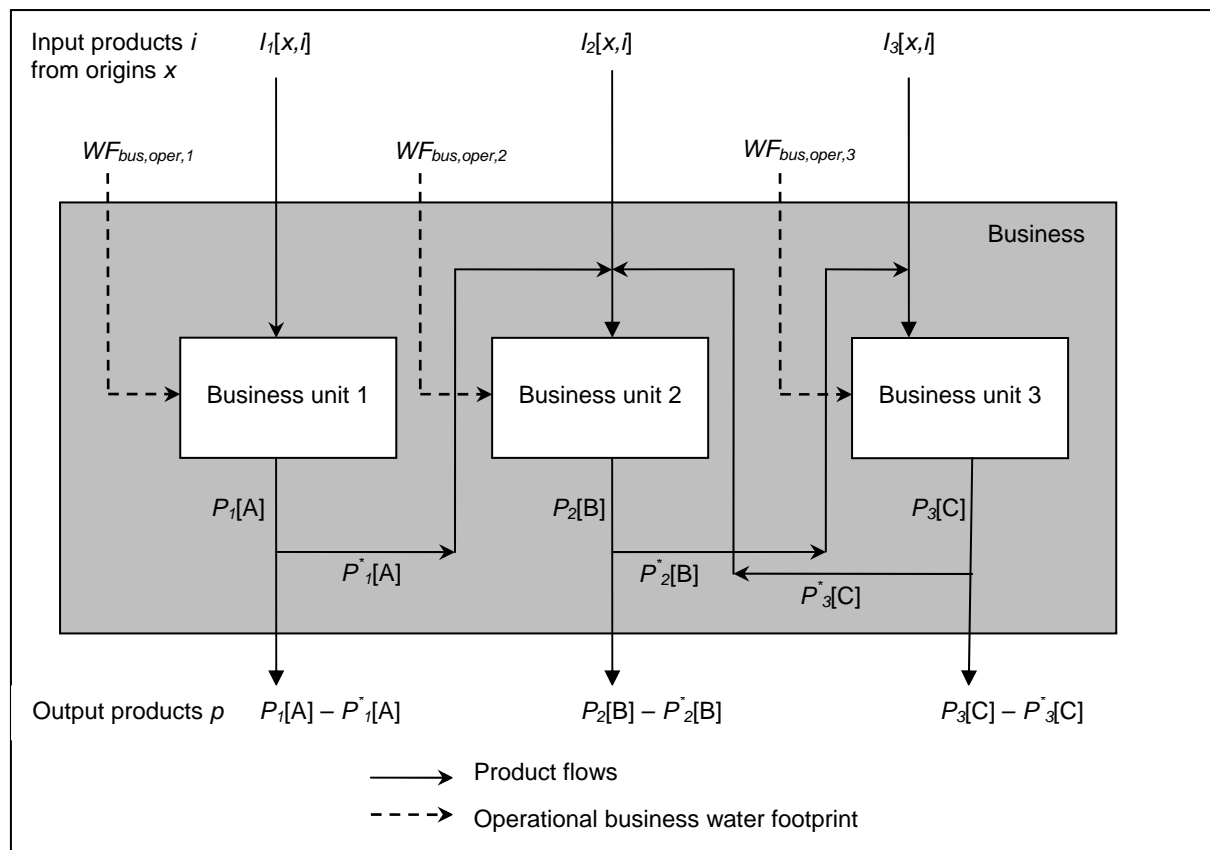 Input products i
from origins x
I1[x,i]
I2[x,i]
I3[x,i]
WFbus,oper,1
WFbus,oper,2
WFbus,oper,3
Business
Business unit 1
Business unit 2
Business unit 3
P1[A]
P2[B]
P3[C]
P*1[A]
P*2[B]
P*3[C]
Output products p
P1[A] – P*1[A]
P2[B] – P*2[B]
P3[C] – P*3[C]
Product flows
Operational business water footprint